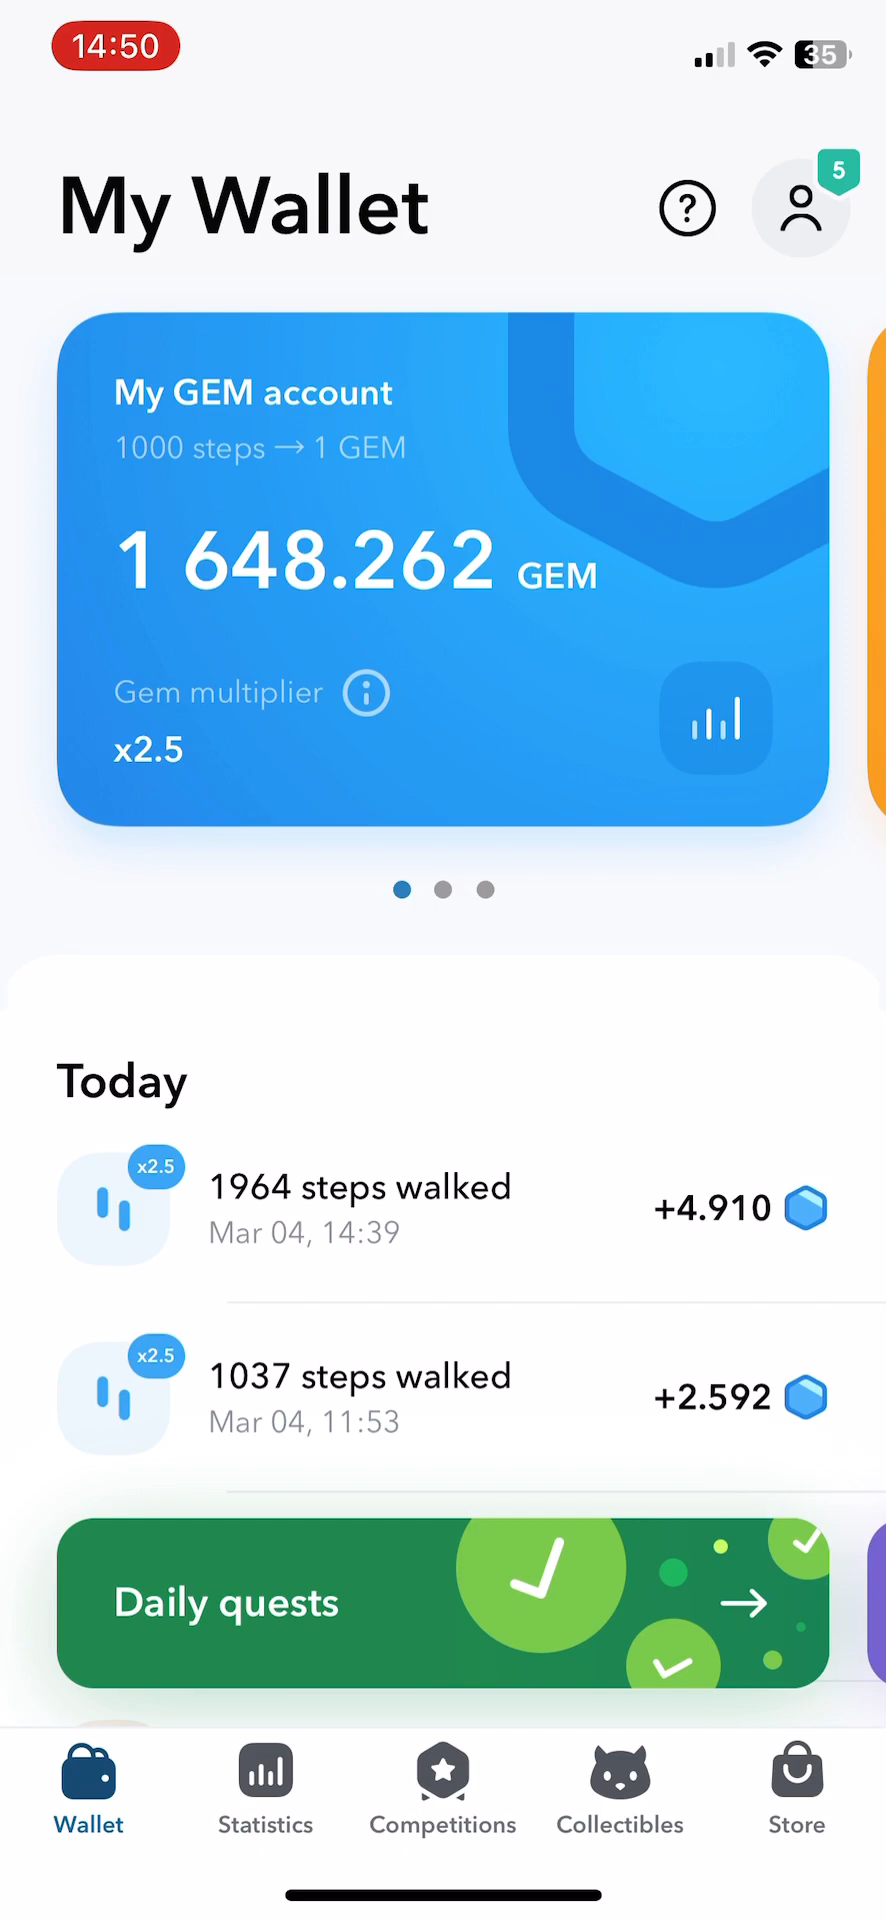 14:50
35
My Wallet
5
My GEM account
1000 steps → 1 GEM
1 648.262 GEM
Gem multiplier
x2.5
Today
x2.5
1964 steps walked
+4.910
Mar 04, 14:39
x2.5
1037 steps walked
+2.592
Mar 04, 11:53
Daily quests
Wallet
Statistics
Competitions
Collectibles
Store